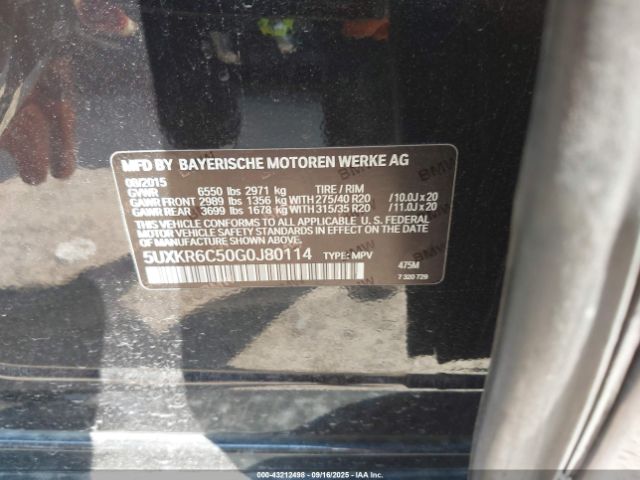 MFD BY BAYERISCHE MOTOREN WERKE AG
08/2015
GVWR 6550 lbs 2971 kg TIRE / RIM
GAWR FRONT 2989 lbs 1356 kg WITH 275/40 R20 /10.0J x 20
GAWR REAR 3699 lbs 1678 kg WITH 315/35 R20 /11.0J x 20
THIS VEHICLE CONFORMS TO ALL APPLICABLE U. S. FEDERAL
MOTOR VEHICLE SAFETY STANDARDS IN EFFECT ON THE DATE OF
MANUFACTURE SHOWN ABOVE.
5UXKR6C50G0J80114 TYPE: MPV 475M
7 320 729
000-43212498 - 09/16/2025 - IAA Inc.